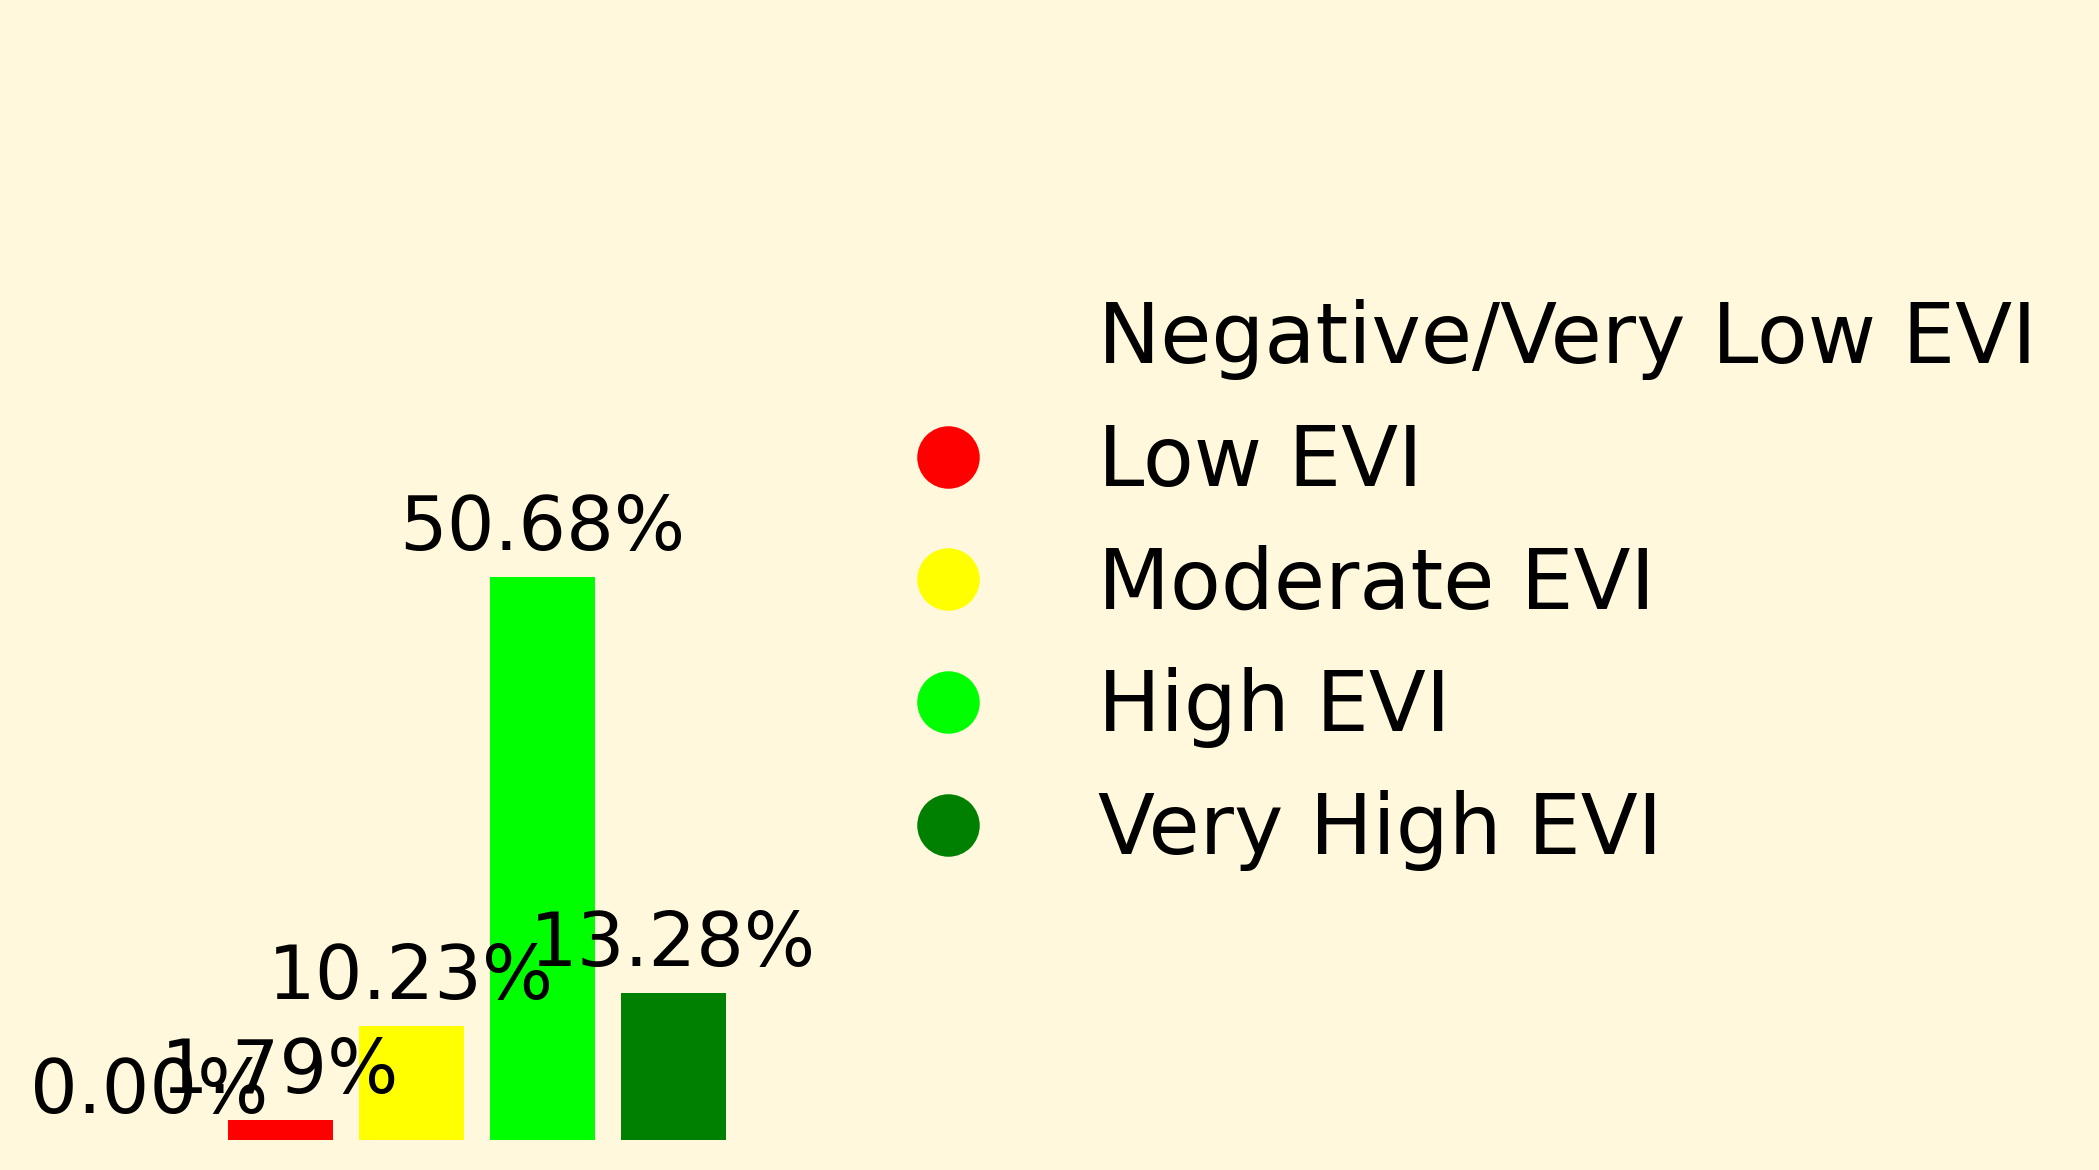 Negative/Very Low EVI
Low EVI
50.68%
Moderate EVI
High EVI
Very High EVI
13.28%
10.23%
1.79%
0.00%